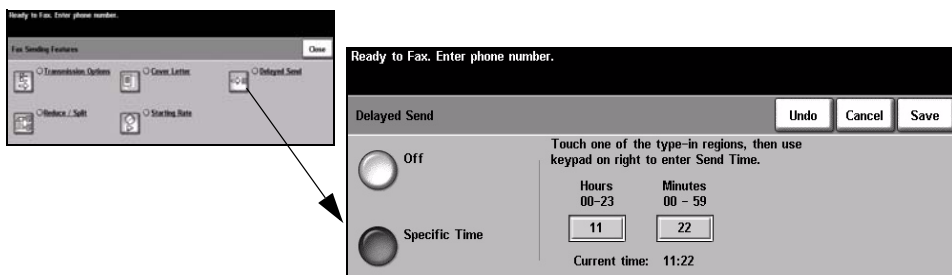 Ready to Fax. Enter phone number.
Fax Sending Features
Close
Transmission Options
Cover Letter
Delayed Send
Reduce / Split
Starting Rate
Ready to Fax. Enter phone number.
Delayed Send
Undo
Cancel
Save
Off
Touch one of the type-in regions, then use
keypad on right to enter Send Time.
Hours
Minutes
00-23
00 - 59
11
22
Specific Time
Current time: 11:22